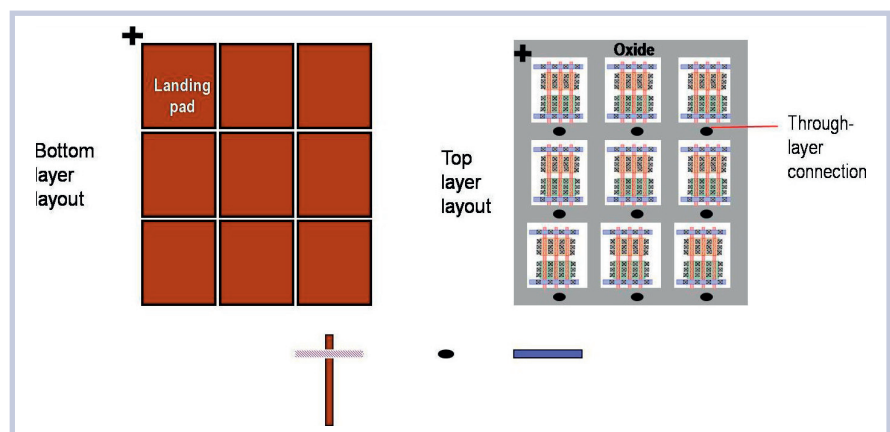 Landing
pad
Bottom
layer
layout
Oxide
Top
layer
layout
Through-
layer
connection